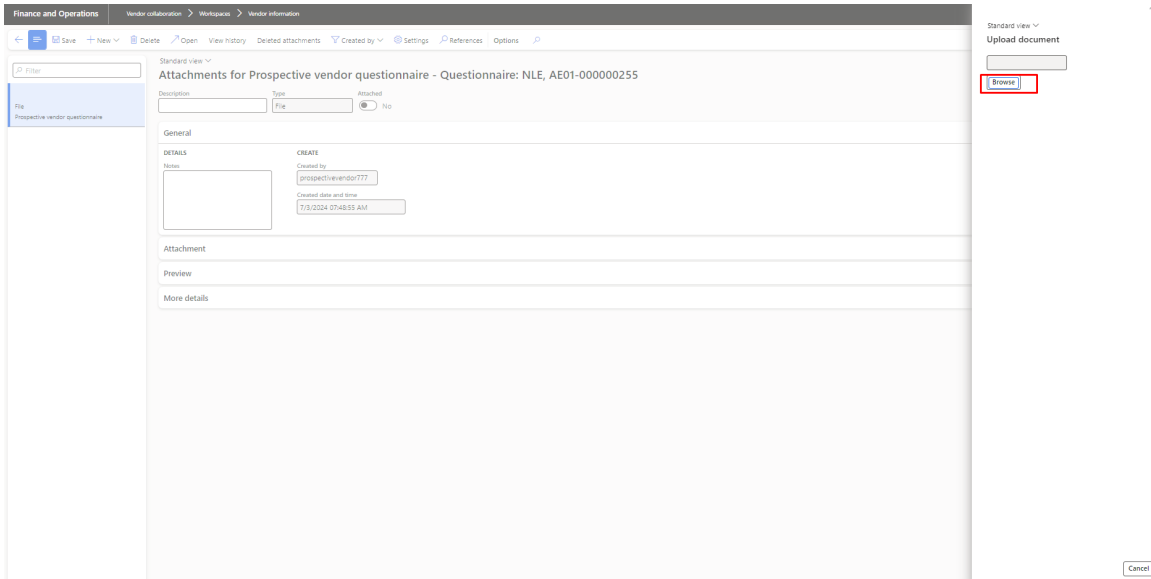 Finance and Operations Vendor collaboration > Workspaces > Vendor information
Save New Delete Open View history Deleted attachments Created by Settings References Options
Filter
File
Prospective vendor questionnaire
Standard view
Attachments for Prospective vendor questionnaire - Questionnaire: NLE, AE01-000000255
Description Type Attached
File No
General
DETAILS CREATE
Notes Created by
prospectivevendor777
Created date and time
7/3/2024 07:48:55 AM
Attachment
Preview
More details
Standard view
Upload document
Browse
Cancel